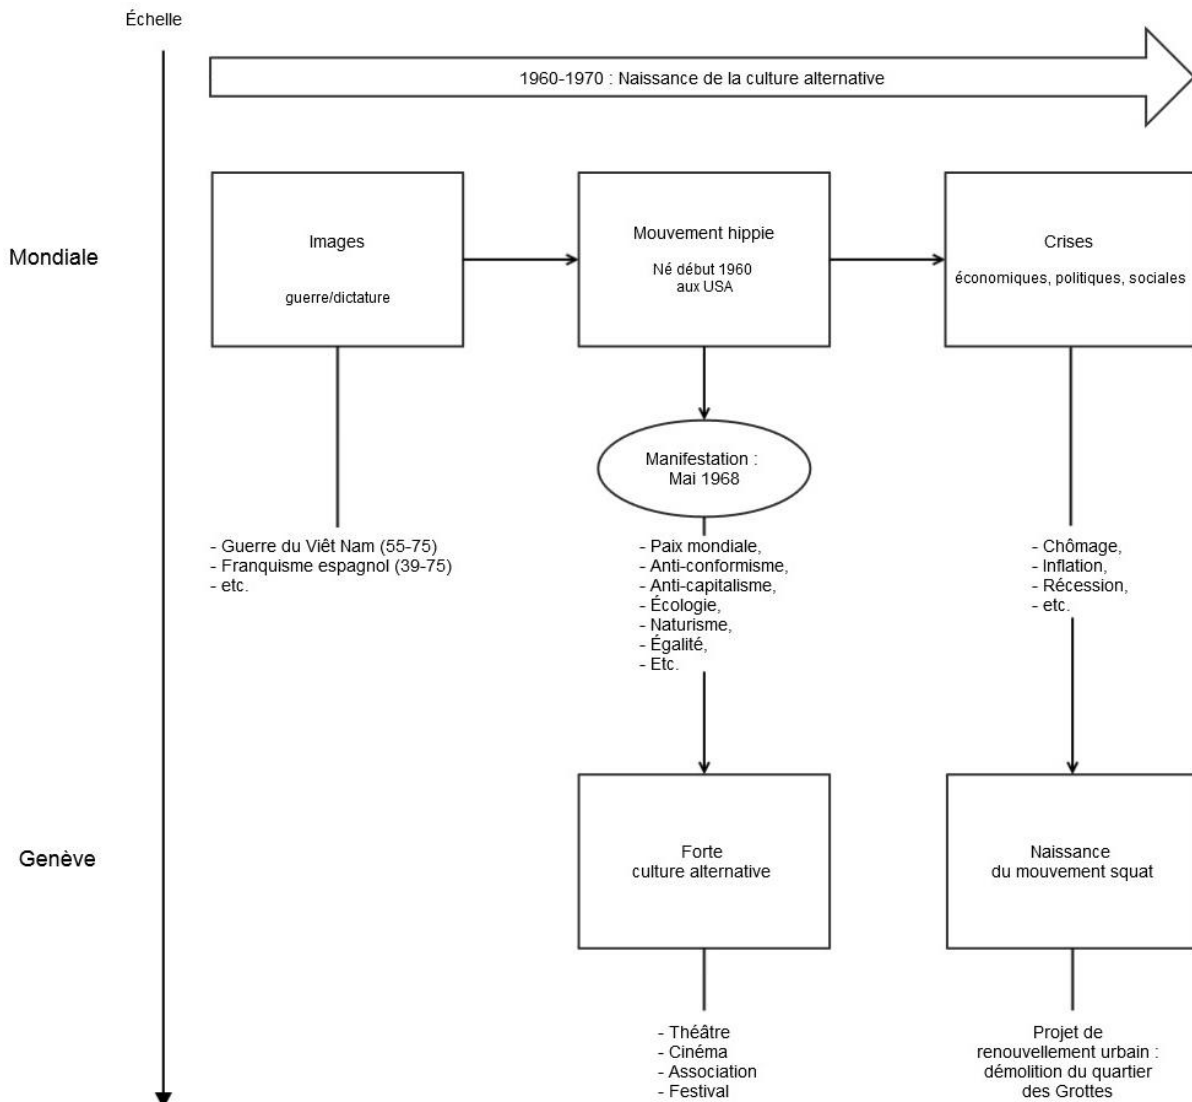 Échelle
1960-1970 : Naissance de la culture alternative
Mondiale
Images
guerre/dictature
Mouvement hippie
Né début 1960
aux USA
Crises
économiques, politiques, sociales
Manifestation :
Mai 1968
- Guerre du Viêt Nam (55-75)
- Franquisme espagnol (39-75)
- etc.
- Paix mondiale,
- Anti-conformisme,
- Anti-capitalisme,
- Écologie,
- Naturisme,
- Égalité,
- Etc.
- Chômage,
- Inflation,
- Récession,
- etc.
Genève
Forte
culture alternative
Naissance
du mouvement squat
- Théâtre
- Cinéma
- Association
- Festival
Projet de
renouvellement urbain :
démolition du quartier
des Grottes